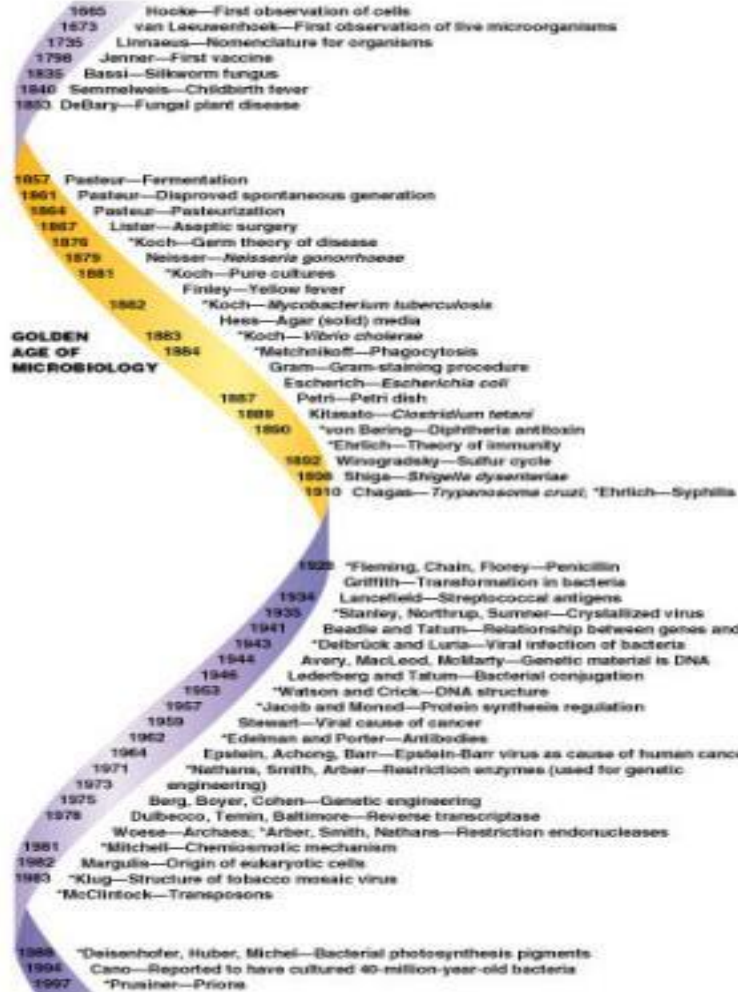 1665 Hooke—First observation of cells
1673 van Leeuwenhoek—First observation of live microorganisms
1735 Linnaeus—Nomenclature for organisms
1798 Jenner—First vaccine
1835 Bassi—Silkworm fungus
1840 Semmelweis—Childbirth fever
1853 DeBary—Fungal plant disease
1857 Pasteur—Fermentation
1861 Pasteur—Disproved spontaneous generation
1864 Pasteur—Pasteurization
1867 Lister—Aseptic surgery
1876 *Koch—Germ theory of disease
1879 Neisser—Neisseria gonorrhoeae
1881 *Koch—Pure cultures
Finley—Yellow fever
1882 *Koch—Mycobacterium tuberculosis
Hess—Agar (solid) media
GOLDEN 1883 *Koch—Vibrio cholerae
AGE OF 1884 *Metchnikoff—Phagocytosis
MICROBIOLOGY Gram—Gram-staining procedure
Escherich—Escherichia coli
1887 Petri—Petri dish
1889 Kitasato—Clostridium tetani
1890 *von Bering—Diphtheria antitoxin
*Ehrlich—Theory of immunity
1892 Winogradsky—Sulfur cycle
1898 Shiga—Shigella dysenteriae
1910 Chagas—Trypanosoma cruzi; *Ehrlich—Syphilis
1928 *Fleming, Chain, Florey—Penicillin
Griffith—Transformation in bacteria
1934 Lancefield—Streptococcal antigens
1935 *Stanley, Northrup, Sumner—Crystallized virus
1941 Beadle and Tatum—Relationship between genes and
1943 *Delbrück and Luria—Viral infection of bacteria
1944 Avery, MacLeod, McMarty—Genetic material is DNA
1946 Lederberg and Tatum—Bacterial conjugation
1953 *Watson and Crick—DNA structure
1957 *Jacob and Monod—Protein synthesis regulation
1959 Stewart—Viral cause of cancer
1962 *Edelman and Porter—Antibodies
1964 Epstein, Achong, Barr—Epstein-Barr virus as cause of human cance
1971 *Nathans, Smith, Arber—Restriction enzymes (used for genetic
1973 engineering)
1975 Berg, Boyer, Cohen—Genetic engineering
1978 Dulbecco, Temin, Baltimore—Reverse transcriptase
Woese—Archaea; *Arber, Smith, Nathans—Restriction endonucleases
1981 *Mitchell—Chemiosmotic mechanism
1982 Margulis—Origin of eukaryotic cells
1983 *Klug—Structure of tobacco mosaic virus
*McClintock—Transposons
1988 *Deisenhofer, Huber, Michel—Bacterial photosynthesis pigments
1994 Cano—Reported to have cultured 40-million-year-old bacteria
1997 *Prusiner—Prions